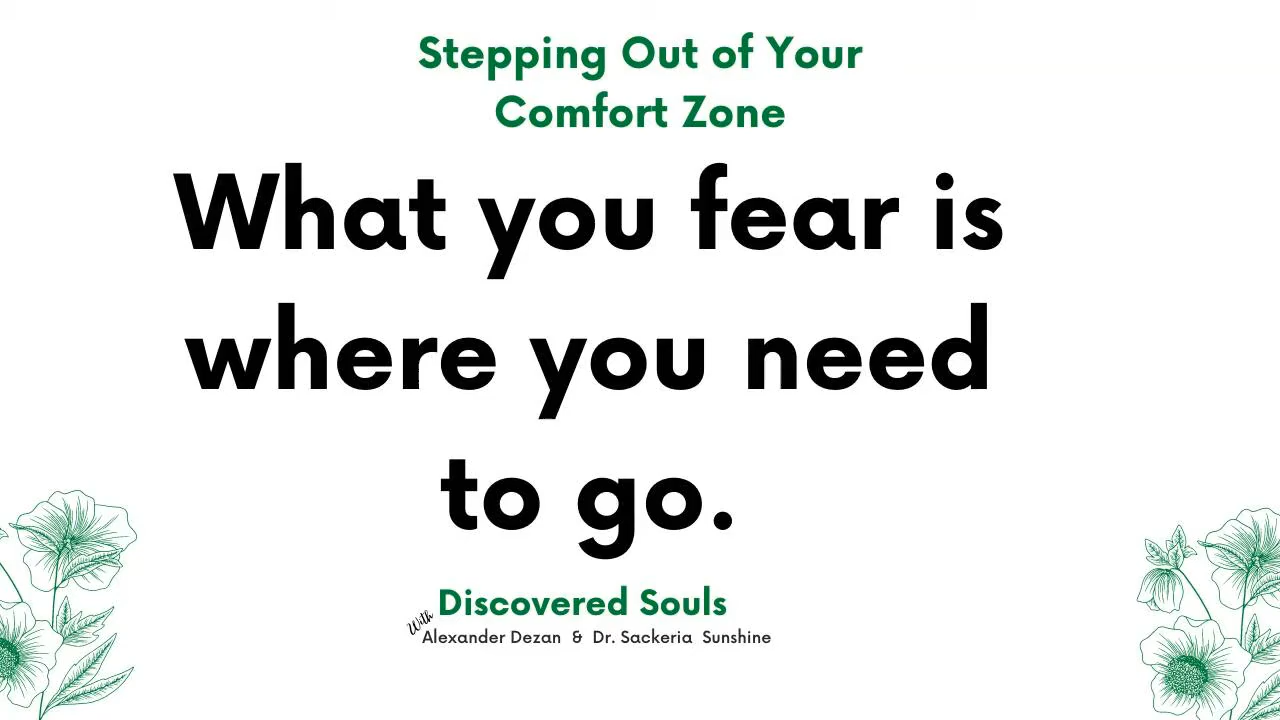 Stepping Out of Your
Comfort Zone
What you fear is
where you need
to go.
Discovered Souls
With
Alexander Dezan & Dr. Sackeria Sunshine